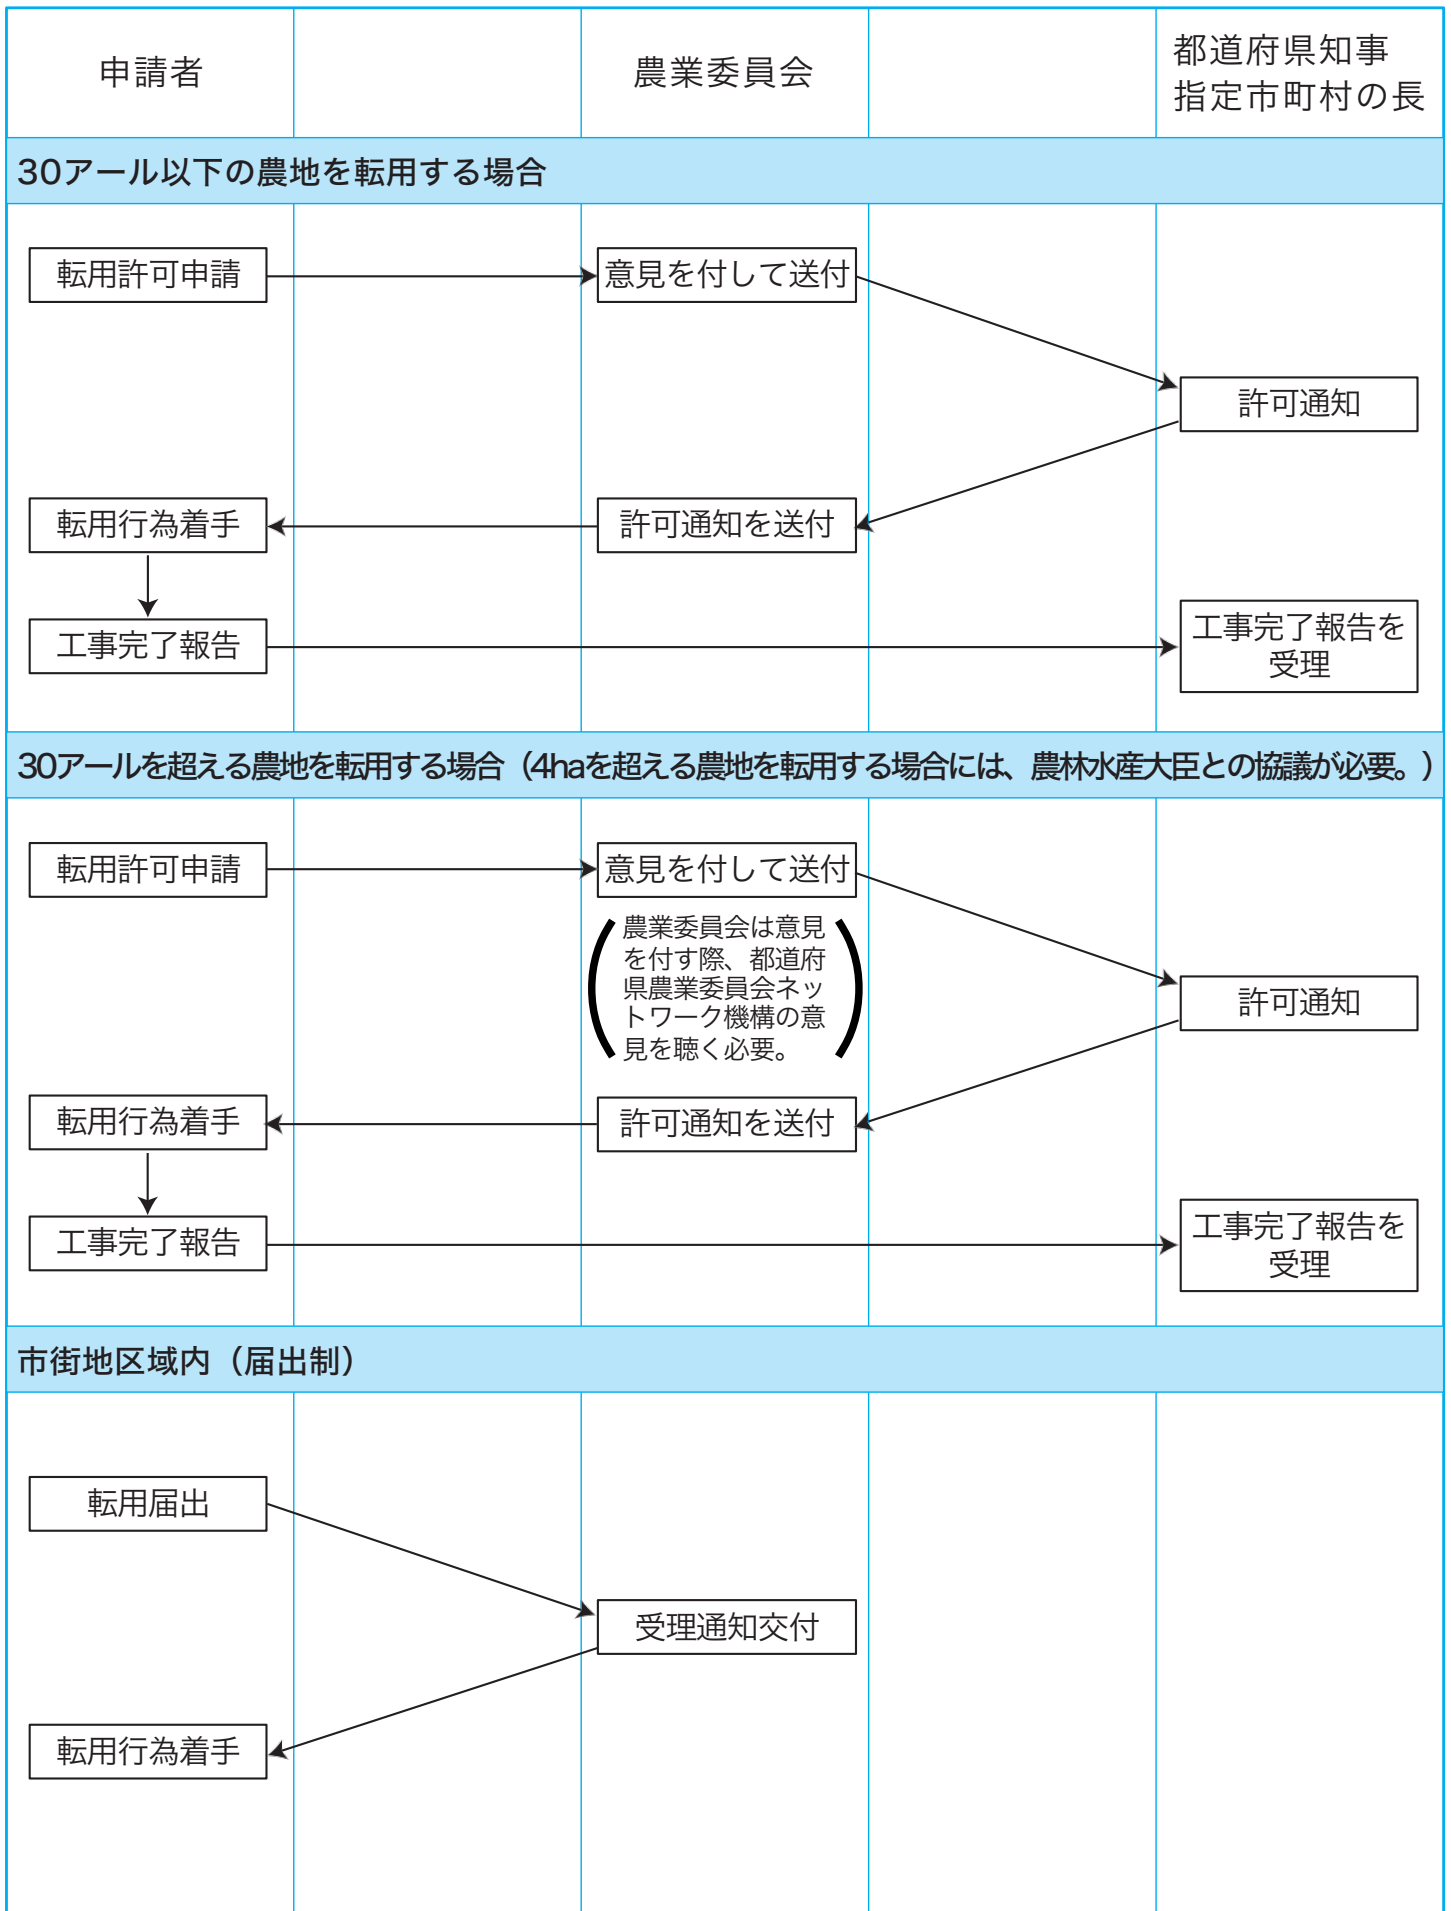 申請者
農業委員会
都道府県知事
指定市町村の長
30アール以下の農地を転用する場合
転用許可申請
意見を付して送付
許可通知
転用行為着手
許可通知を送付
工事完了報告
工事完了報告を
受理
30アールを超える農地を転用する場合（4haを超える農地を転用する場合には、農林水産大臣との協議が必要。）
転用許可申請
意見を付して送付
農業委員会は意見
を付す際、都道府
県農業委員会ネッ
トワーク機構の意
見を聴く必要。
許可通知
転用行為着手
許可通知を送付
工事完了報告
工事完了報告を
受理
市街地区域内（届出制）
転用届出
受理通知交付
転用行為着手